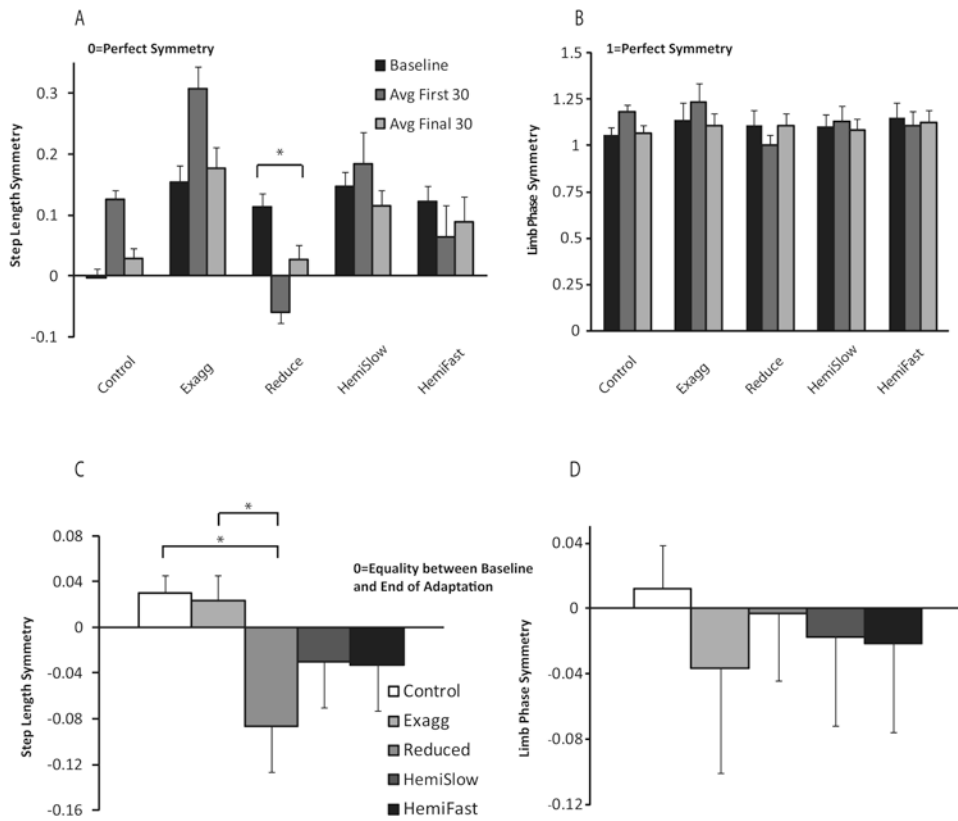 A
0=Perfect Symmetry
Baseline
Avg First 30
Avg Final 30
Step Length Symmetry
0.3
0.2
0.1
0
-0.1
*
Control
Exagg
Reduce
HemiSlow
HemiFast
B
1=Perfect Symmetry
Limb Phase Symmetry
1.5
1.25
1
0.75
0.5
0.25
0
Control
Exagg
Reduce
HemiSlow
HemiFast
C
Step Length Symmetry
0.08
0.04
0
-0.04
-0.08
-0.12
-0.16
*
*
0=Equality between Baseline
and End of Adaptation
Control
Exagg
Reduced
HemiSlow
HemiFast
D
Limb Phase Symmetry
0.04
0
-0.04
-0.08
-0.12